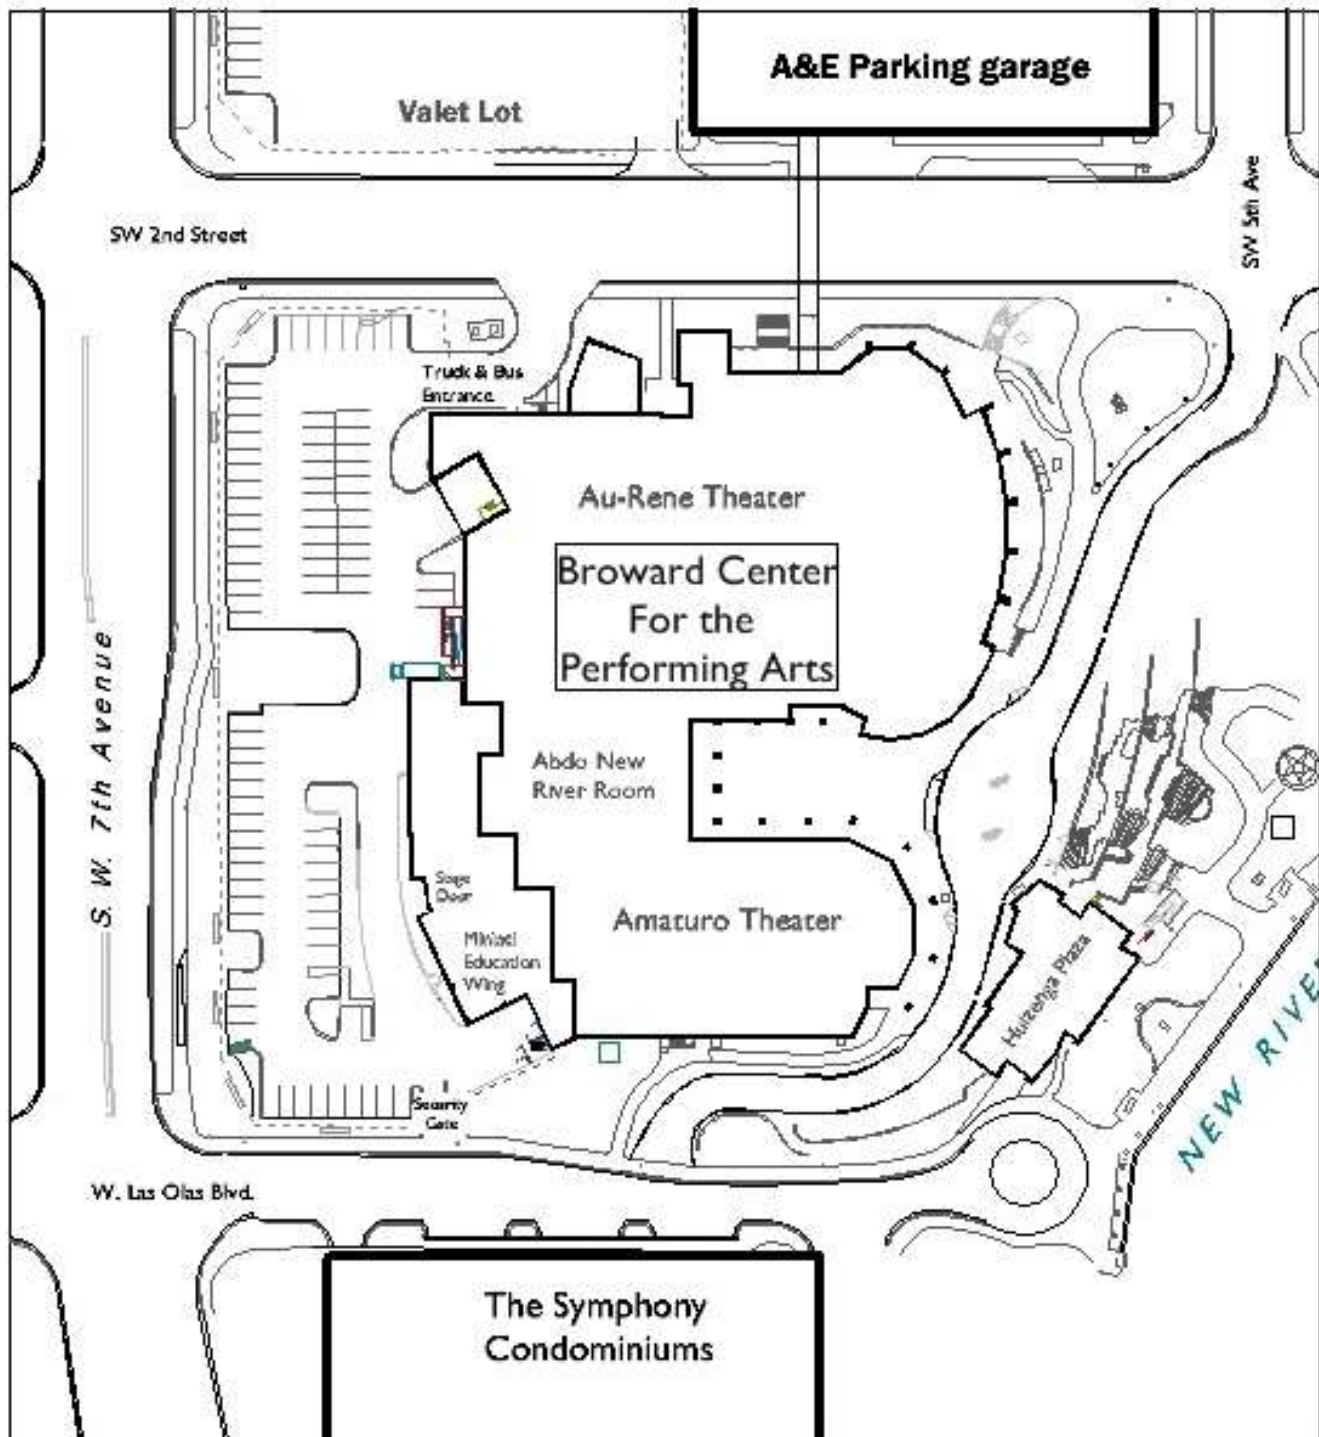 A&E Parking garage
Valet Lot
SW 5th Ave
SW 2nd Street
Truck & Bus
Entrance
Au-Rene Theater
Broward Center
For the
Performing Arts
S. W. 7th Avenue
Abdo New
River Room
Stage
Door
Amaturo Theater
Miniaci
Education
Wing
Huizenga Plaza
NEW RIVER
Security
Gate
W. Las Olas Blvd.
The Symphony
Condominiums